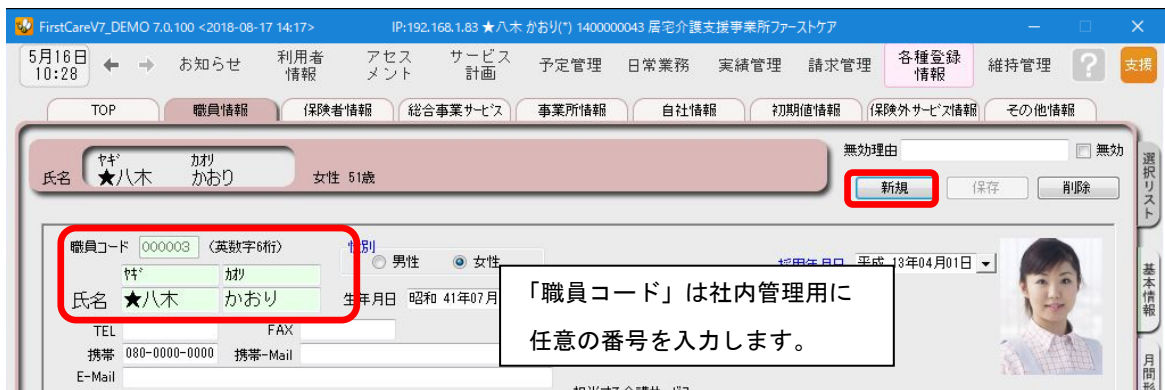 FirstCareV7_DEMO 7.0.100 <2018-08-17 14:17> IP:192.168.1.83 ★八木 かおり(*) 1400000043 居宅介護支援事業所ファーストケア
5月16日 10:28 ← → お知らせ 利用者情報 アセスメント サービス計画 予定管理 日常業務 実績管理 請求管理 各種登録情報 維持管理 ? 支援
TOP 職員情報 保険者情報 総合事業サービス 事業所情報 自社情報 初期値情報 保険外サービス情報 その他情報
無効理由 無効
ヤギ カオリ
氏名 ★八木 かおり 女性 51歳
新規 保存 削除
選択リスト
職員コード 000003 (英数字6桁) 性別
男性 女性
採用年月日 平成 13年04月01日
ヤギ カオリ
氏名 ★八木 かおり 生年月日 昭和 41年07月
「職員コード」は社内管理用に
任意の番号を入力します。
基本情報
TEL FAX
携帯 080-0000-0000 携帯-Mail
E-Mail
月間